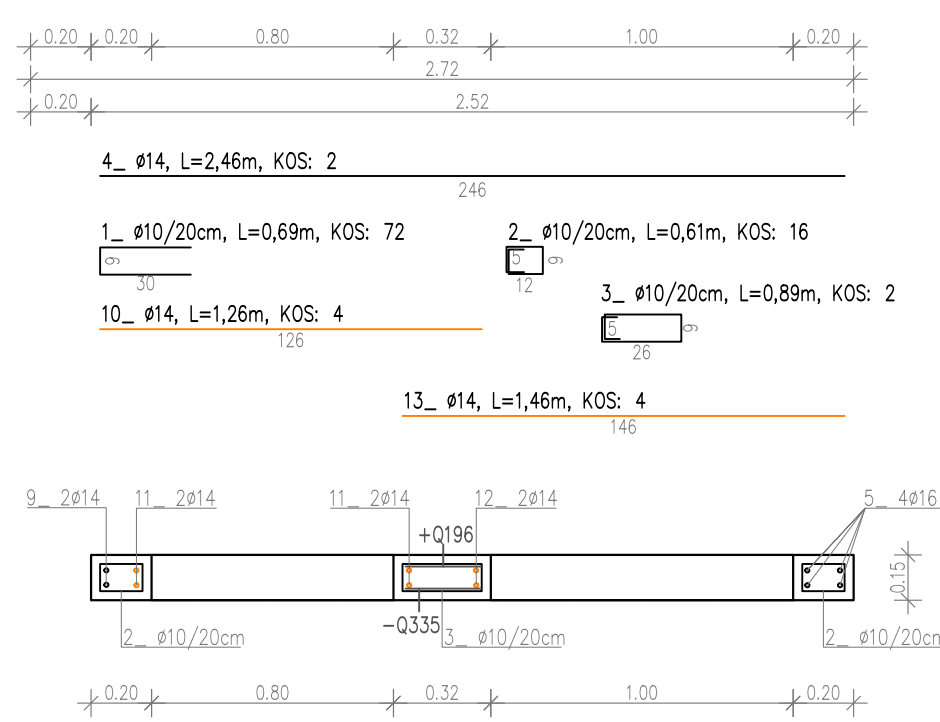 0.20 0.20 0.80 0.32 1.00 0.20
2.72
0.20 2.52
4_ ø14, L=2,46m, KOS: 2
246
1_ ø10/20cm, L=0,69m, KOS: 72
9
30
2_ ø10/20cm, L=0,61m, KOS: 16
5 9
12
3_ ø10/20cm, L=0,89m, KOS: 2
5 9
26
10_ ø14, L=1,26m, KOS: 4
126
13_ ø14, L=1,46m, KOS: 4
146
9_ 2ø14 11_ 2ø14 11_ 2ø14 12_ 2ø14 5_ 4ø16
+Q196
0.15
-Q335
2_ ø10/20cm 3_ ø10/20cm 2_ ø10/20cm
0.20 0.80 0.32 1.00 0.20